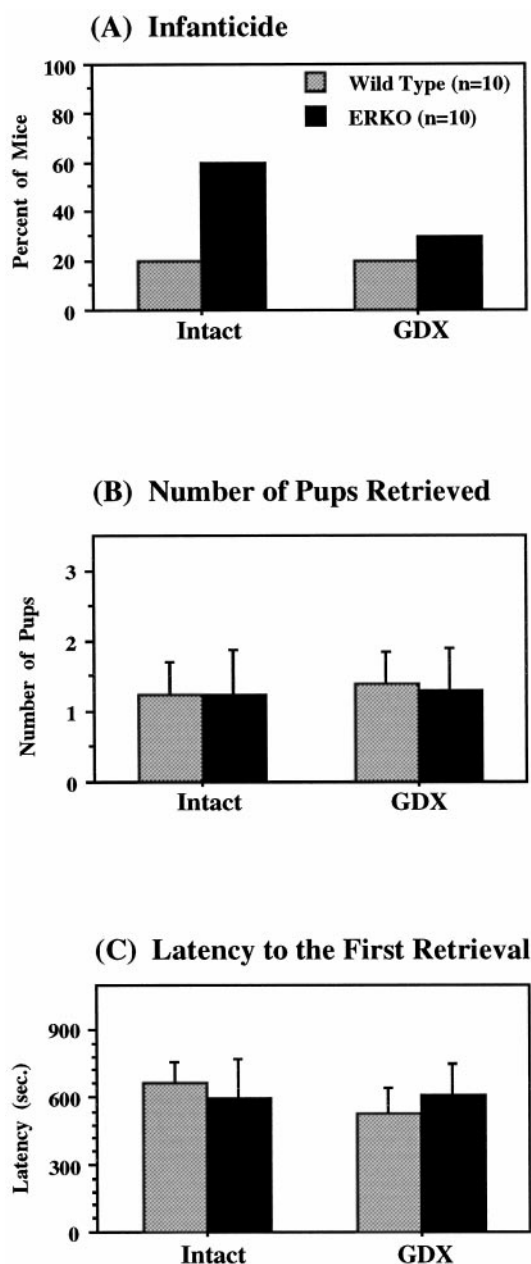 (A) Infanticide
Percent of Mice
100
80
60
40
20
0
Wild Type (n=10)
ERKO (n=10)
Intact GDX
(B) Number of Pups Retrieved
Number of Pups
3
2
1
0
Intact GDX
(C) Latency to the First Retrieval
Latency (sec.)
900
600
300
0
Intact GDX